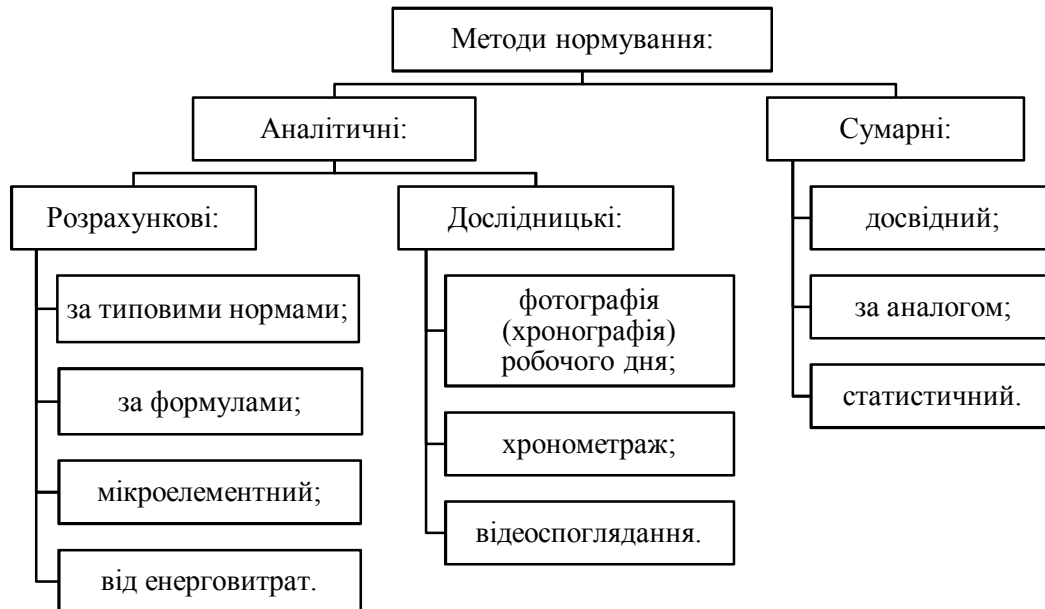 Методи нормування:
Аналітичні:
Сумарні:
Розрахункові:
Дослідницькі:
за типовими нормами;
за формулами;
мікроелементний;
від енерговитрат.
фотографія
(хронографія)
робочого дня;
хронометраж;
відеоспоглядання.
досвідний;
за аналогом;
статистичний.